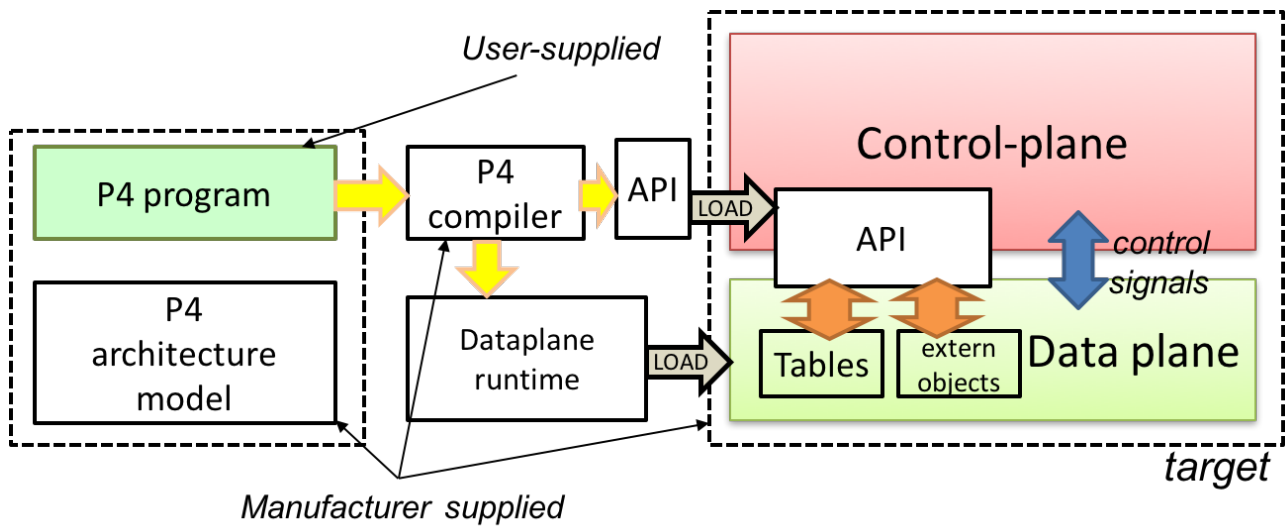 User-supplied
P4 program
P4
compiler
API
LOAD
Control-plane
API
control
signals
P4
architecture
model
Dataplane
runtime
LOAD
Tables
extern
objects
Data plane
target
Manufacturer supplied